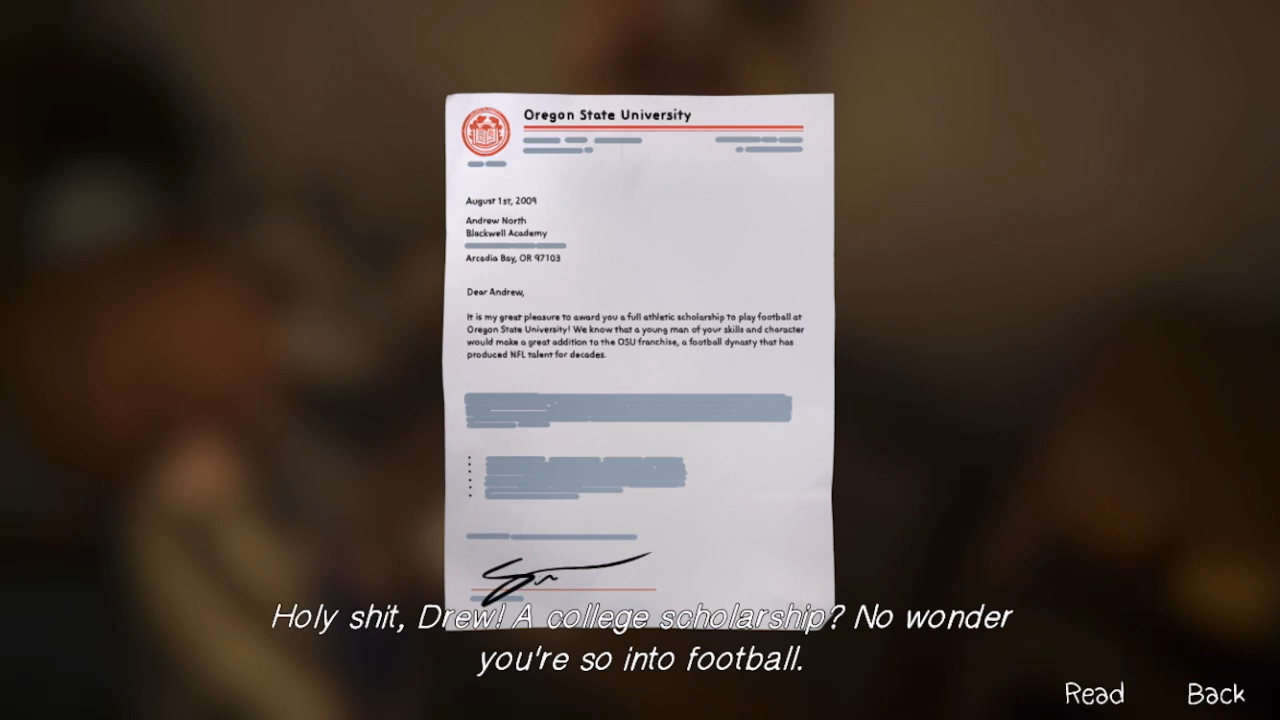 Oregon State University
August 1st, 2009
Andrew North
Blackwell Academy
Arcadia Bay, OR 97103
Dear Andrew,
It is my great pleasure to award you a full athletic scholarship to play football at
Oregon State University! We know that a young man of your skills and character
would make a great addition to the OSU franchise, a football dynasty that has
produced NFL talent for decades.
Holy shit, Drew! A college scholarship? No wonder
you're so into football.
Read Back